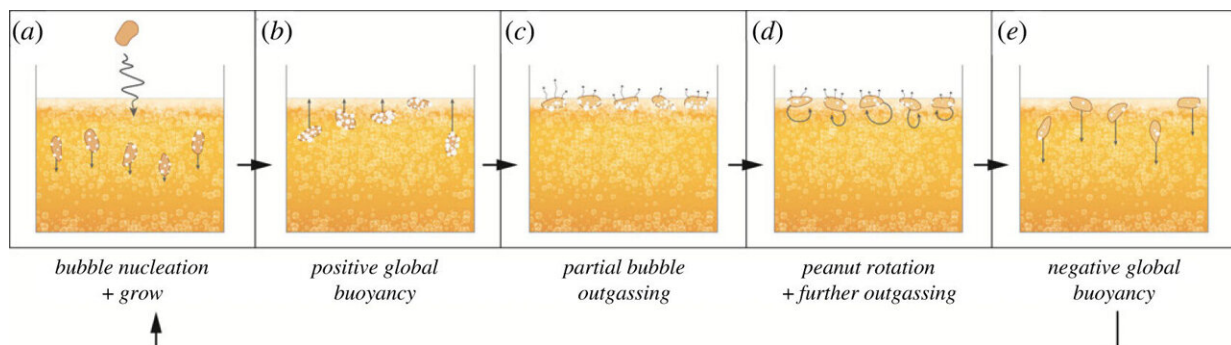 (a)
(b)
(c)
(d)
(e)
bubble nucleation
+ grow
positive global
buoyancy
partial bubble
outgassing
peanut rotation
+ further outgassing
negative global
buoyancy